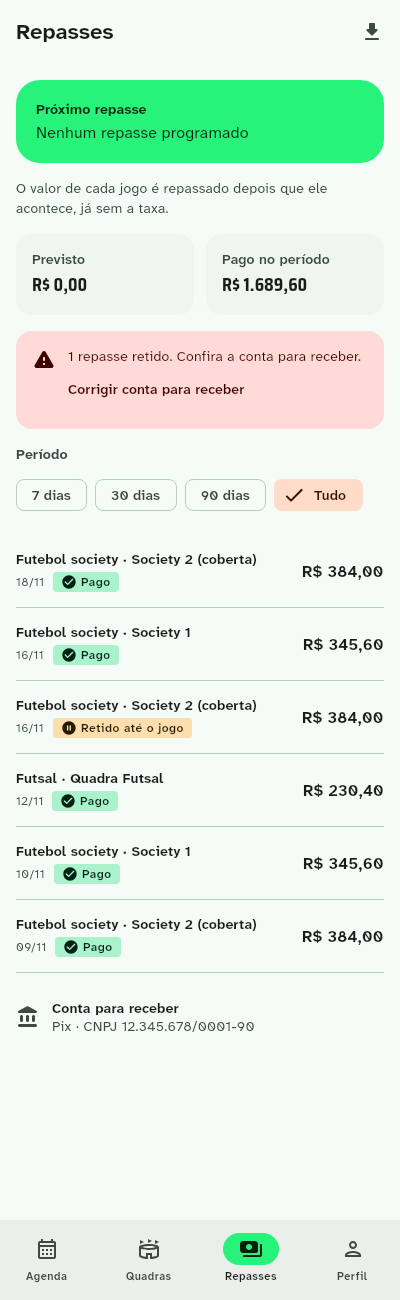 Repasses
Próximo repasse
Nenhum repasse programado
O valor de cada jogo é repassado depois que ele
acontece, já sem a taxa.
Previsto
R$ 0,00
Pago no período
R$ 1.689,60
1 repasse retido. Confira a conta para receber.
Corrigir conta para receber
Período
7 dias
30 dias
90 dias
Tudo
Futebol society · Society 2 (coberta)
18/11 Pago
R$ 384,00
Futebol society · Society 1
16/11 Pago
R$ 345,60
Futebol society · Society 2 (coberta)
16/11 Retido até o jogo
R$ 384,00
Futsal · Quadra Futsal
12/11 Pago
R$ 230,40
Futebol society · Society 1
10/11 Pago
R$ 345,60
Futebol society · Society 2 (coberta)
09/11 Pago
R$ 384,00
Conta para receber
Pix · CNPJ 12.345.678/0001-90
Agenda
Quadras
Repasses
Perfil